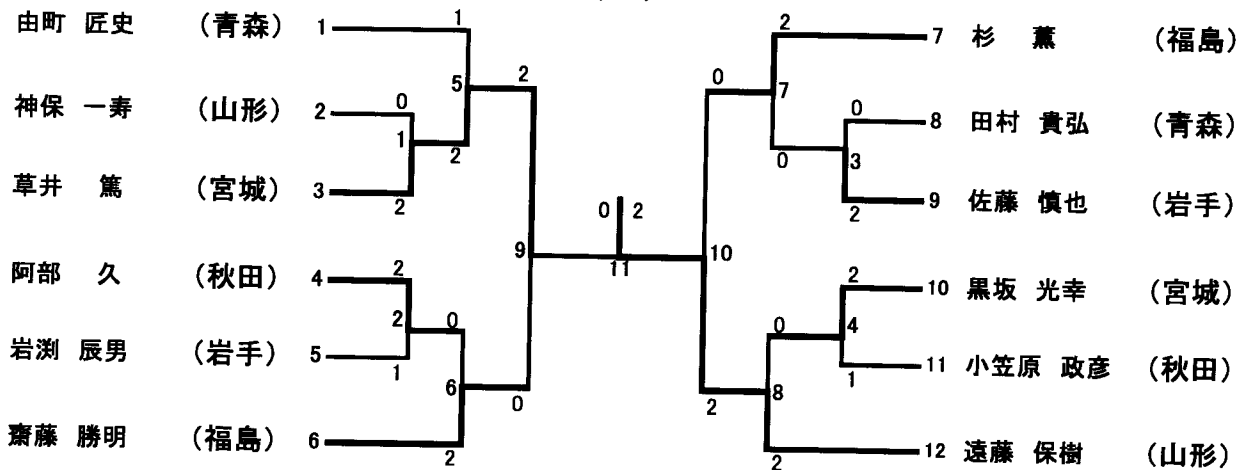 由町 匠史 (青森) 1 1 2 7 杉 薫 (福島)
5 2 0 7
神保 一寿 (山形) 2 0 0 8 田村 貴弘 (青森)
1 2 0 3
草井 篤 (宮城) 3 2 2 9 佐藤 慎也 (岩手)
0 2
9 11 10
阿部 久 (秋田) 4 2 2 10 黒坂 光幸 (宮城)
2 0 0 4
岩渕 辰男 (岩手) 5 1 1 11 小笠原 政彦 (秋田)
6 0 2 8
齋藤 勝明 (福島) 6 2 2 12 遠藤 保樹 (山形)